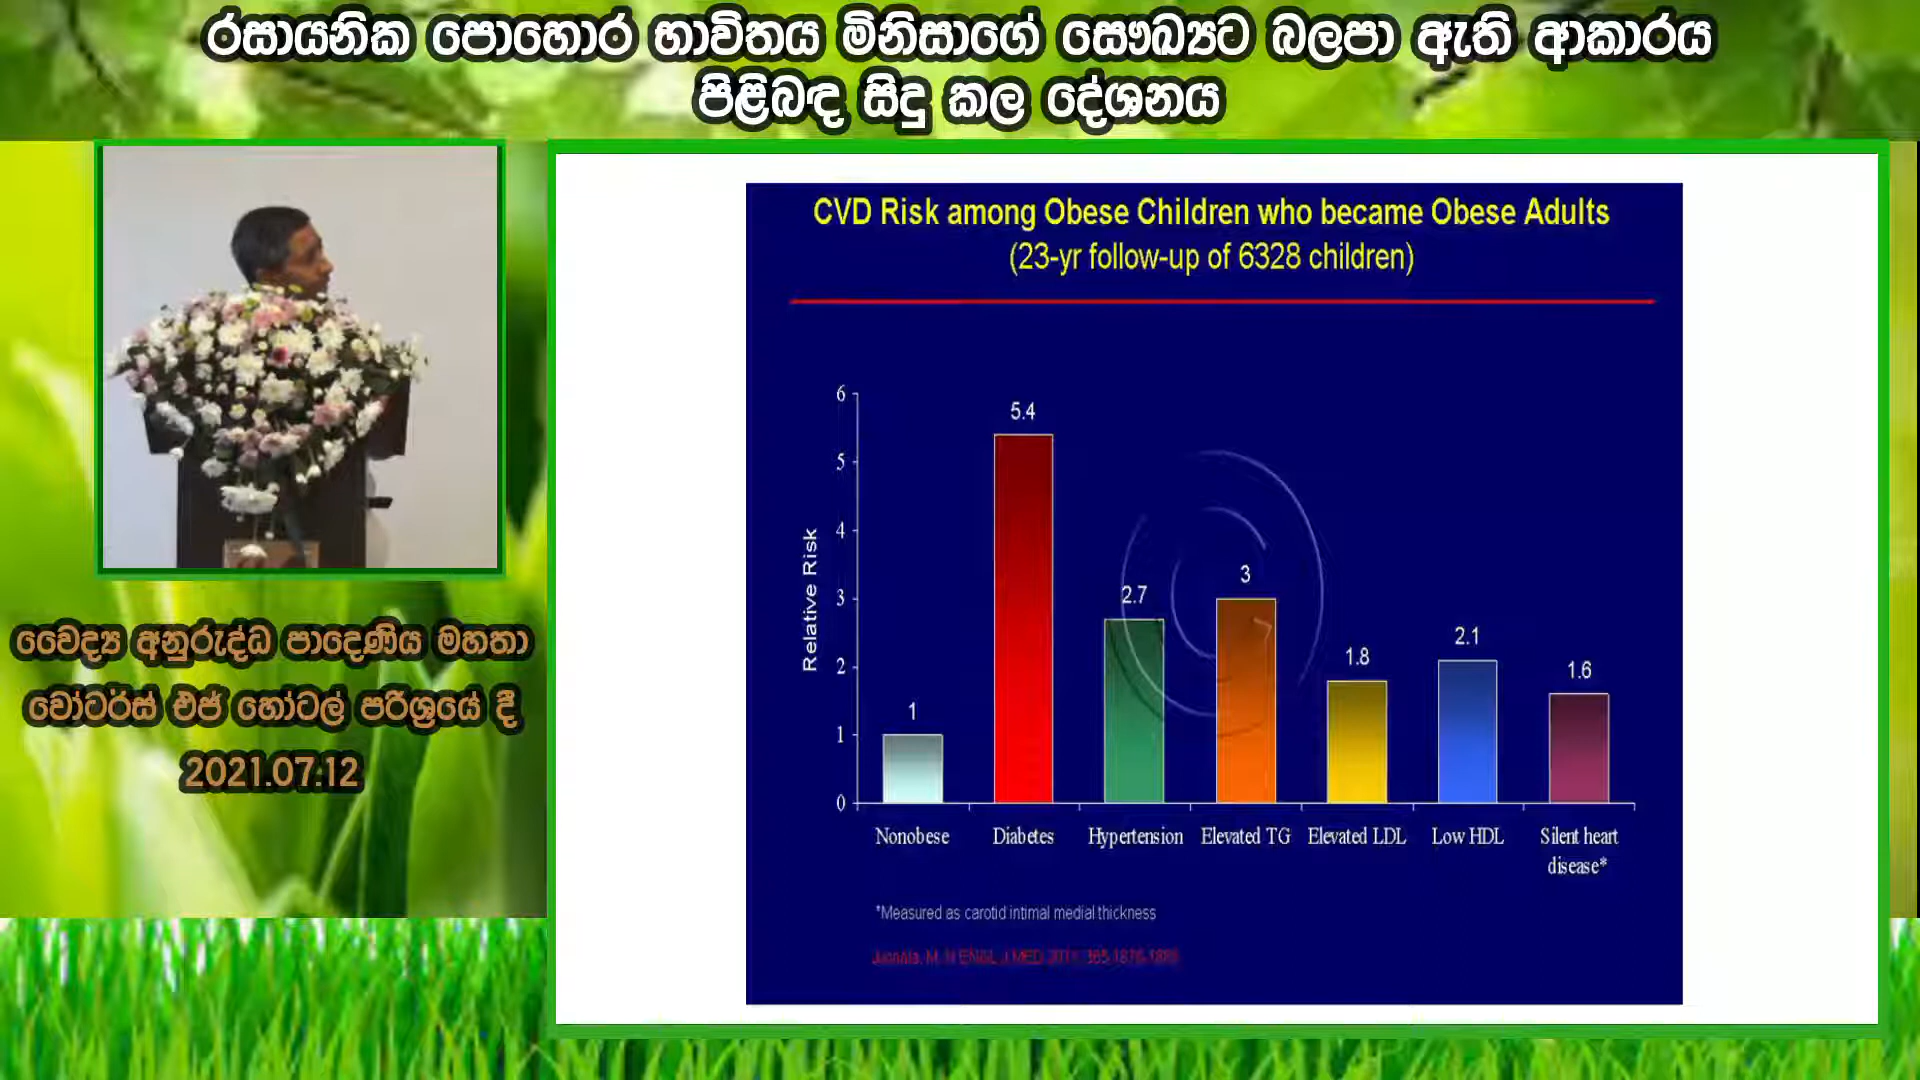 රසායනික පොහොර භාවිතය මිනිසාගේ සෞඛ්‍යට බලපා ඇති ආකාරය
පිළිබඳ සිදු කල දේශනය
CVD Risk among Obese Children who became Obese Adults
(23-yr follow-up of 6328 children)
Relative Risk
6
5
4
3
2
1
0
1
5.4
2.7
3
1.8
2.1
1.6
Nonobese
Diabetes
Hypertension
Elevated TG
Elevated LDL
Low HDL
Silent heart
disease*
*Measured as carotid intimal medial thickness
වෛද්‍ය අනුරුද්ධ පාදෙණිය මහතා
වෝටර්ස් එජ් හෝටල් පරිශ්‍රයේ දී
2021.07.12